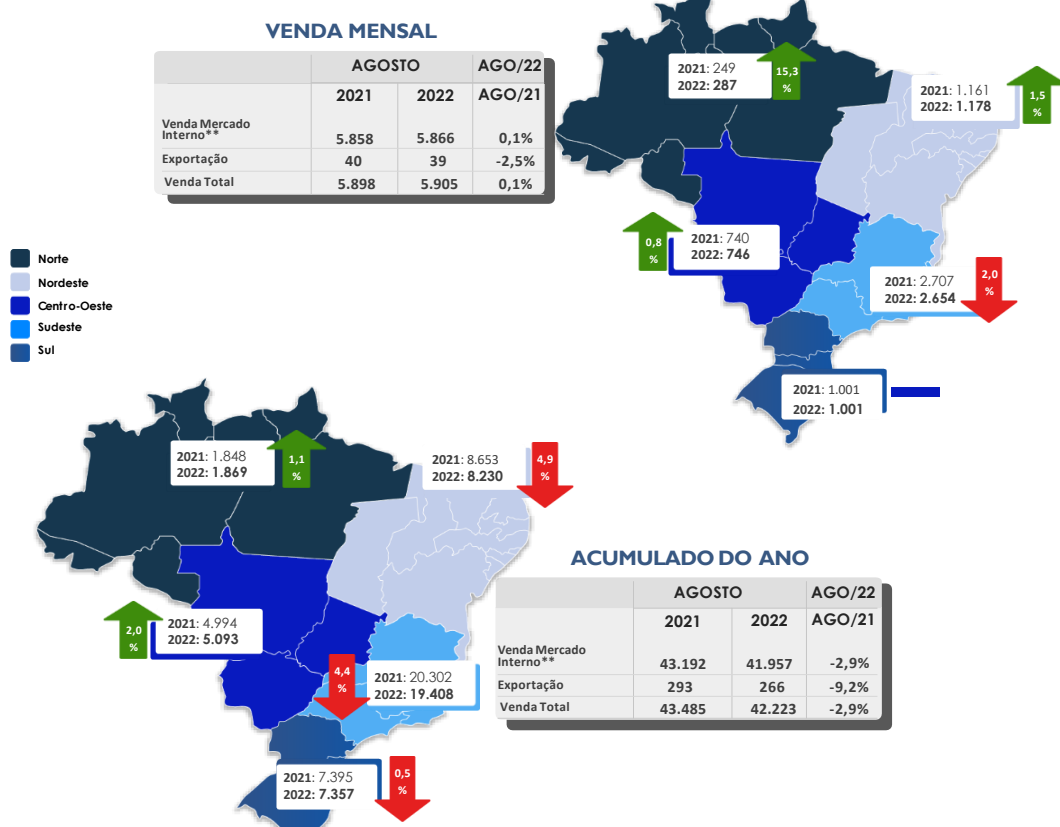 VENDA MENSAL
AGOSTO AGO/22
2021 2022 AGO/21
Venda Mercado
Interno** 5.858 5.866 0,1%
Exportação 40 39 -2,5%
Venda Total 5.898 5.905 0,1%
2021: 249
2022: 287
15,3
%
2021: 1.161
2022: 1.178
1,5
%
0,8
%
2021: 740
2022: 746
2021: 2.707
2022: 2.654
2,0
%
2021: 1.001
2022: 1.001
Norte
Nordeste
Centro-Oeste
Sudeste
Sul
2021: 1.848
2022: 1.869
1,1
%
2021: 8.653
2022: 8.230
4,9
%
2,0
%
2021: 4.994
2022: 5.093
4,4
%
2021: 20.302
2022: 19.408
2021: 7.395
2022: 7.357
0,5
%
ACUMULADO DO ANO
AGOSTO AGO/22
2021 2022 AGO/21
Venda Mercado
Interno** 43.192 41.957 -2,9%
Exportação 293 266 -9,2%
Venda Total 43.485 42.223 -2,9%